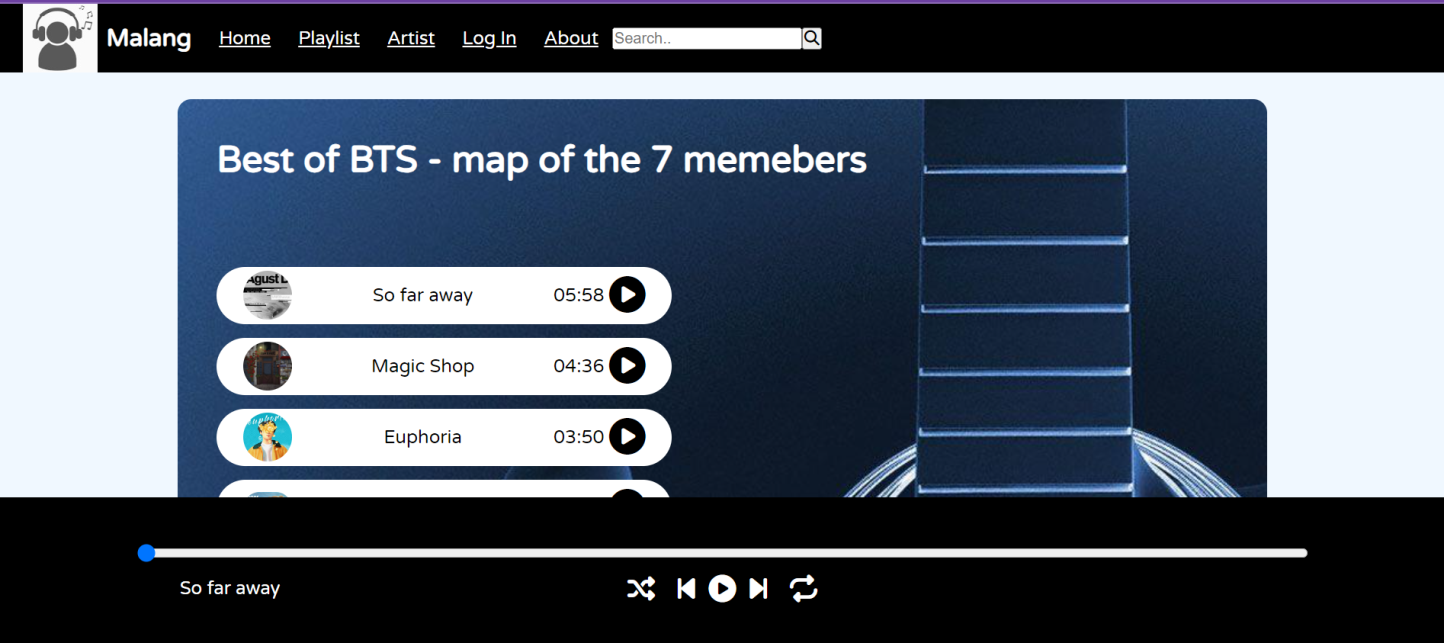 Malang Home Playlist Artist Log In About Search..
Best of BTS - map of the 7 memebers
So far away 05:58
Magic Shop 04:36
Euphoria 03:50
So far away